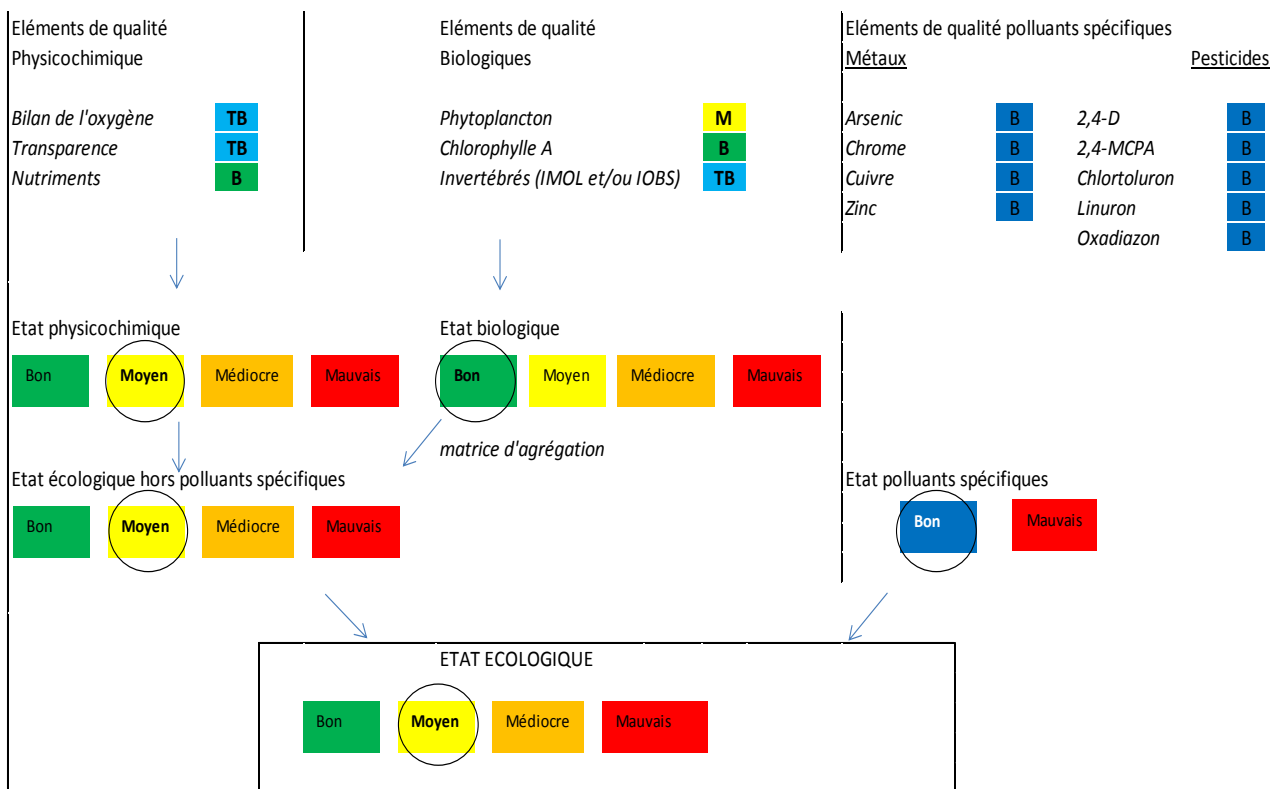 Eléments de qualité
Physicochimique
Bilan de l'oxygène TB
Transparence TB
Nutriments B
Eléments de qualité
Biologiques
Phytoplancton M
Chlorophylle A B
Invertébrés (IMOL et/ou IOBS) TB
Eléments de qualité polluants spécifiques
Métaux Pesticides
Arsenic B 2,4-D B
Chrome B 2,4-MCPA B
Cuivre B Chlortoluron B
Zinc B Linuron B
Oxadiazon B
Etat physicochimique
Bon Moyen Médiocre Mauvais
Etat biologique
Bon Moyen Médiocre Mauvais
matrice d'agrégation
Etat écologique hors polluants spécifiques
Bon Moyen Médiocre Mauvais
Etat polluants spécifiques
Bon Mauvais
ETAT ECOLOGIQUE
Bon Moyen Médiocre Mauvais